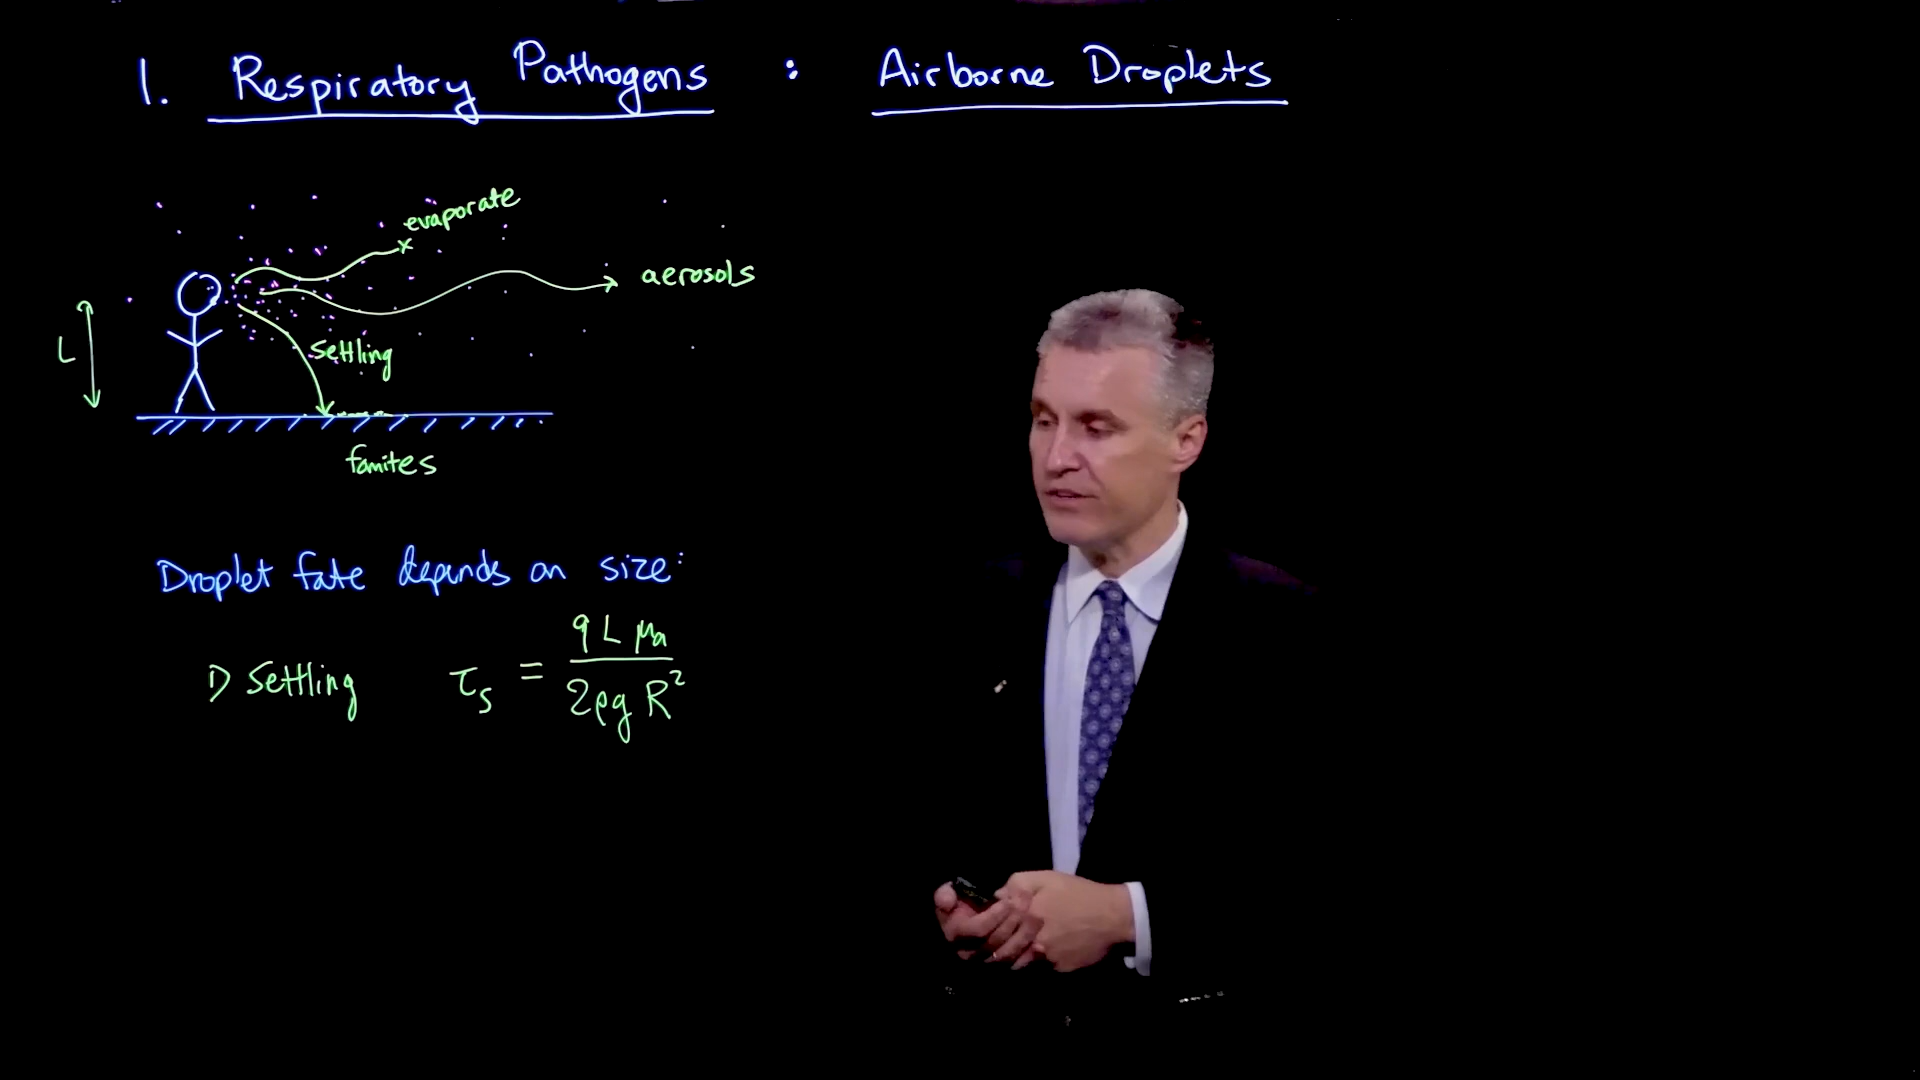 1. Respiratory Pathogens : Airborne Droplets
evaporate
aerosols
L
settling
fomites
Droplet fate depends on size:
1) Settling τs = 9 L μa / 2ρg R²